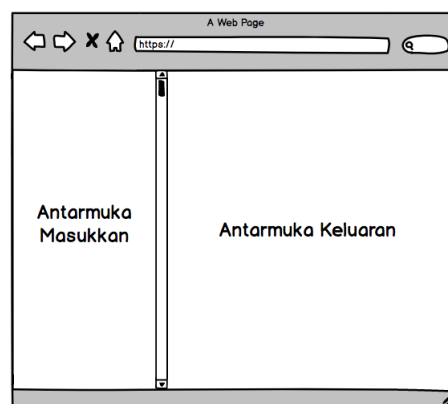 A Web Page
https://
Antarmuka
Masukkan
Antarmuka Keluaran